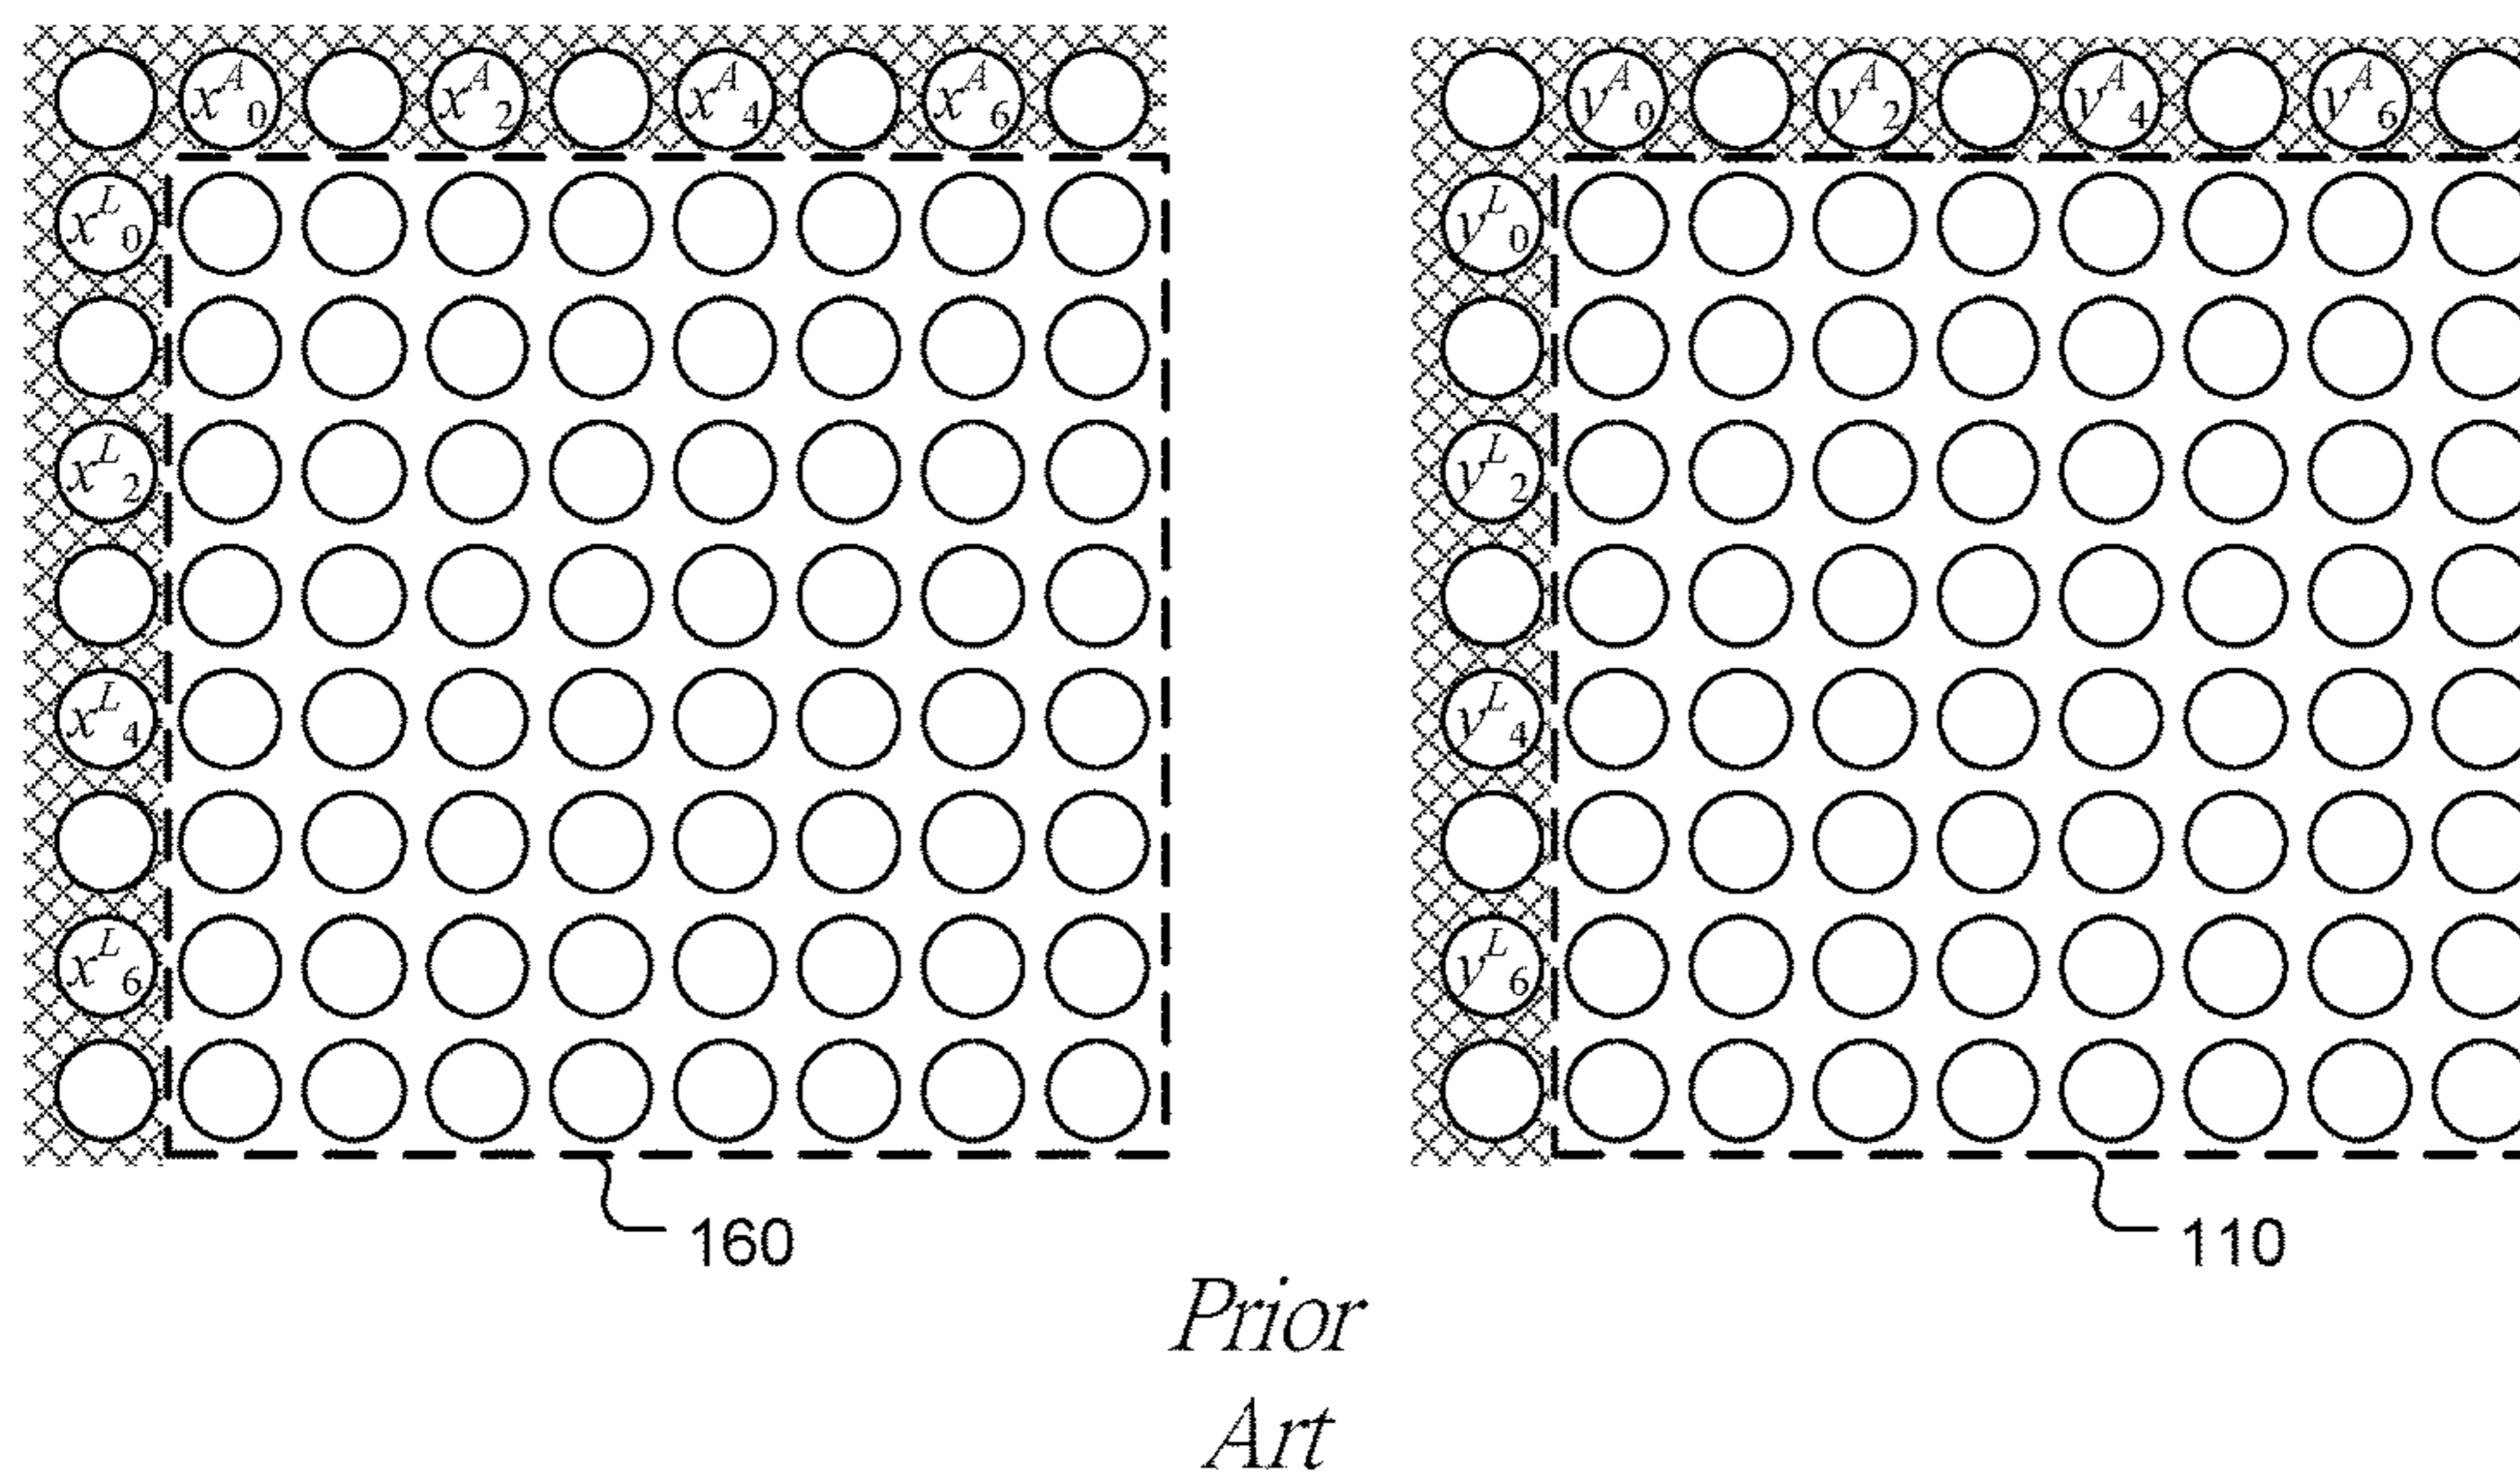 x^A_0 x^A_2 x^A_4 x^A_6 y^A_0 y^A_2 y^A_4 y^A_6
x^L_0 y^L_0
x^L_2 y^L_2
x^L_4 y^L_4
x^L_6 y^L_6
160 110
Prior
Art